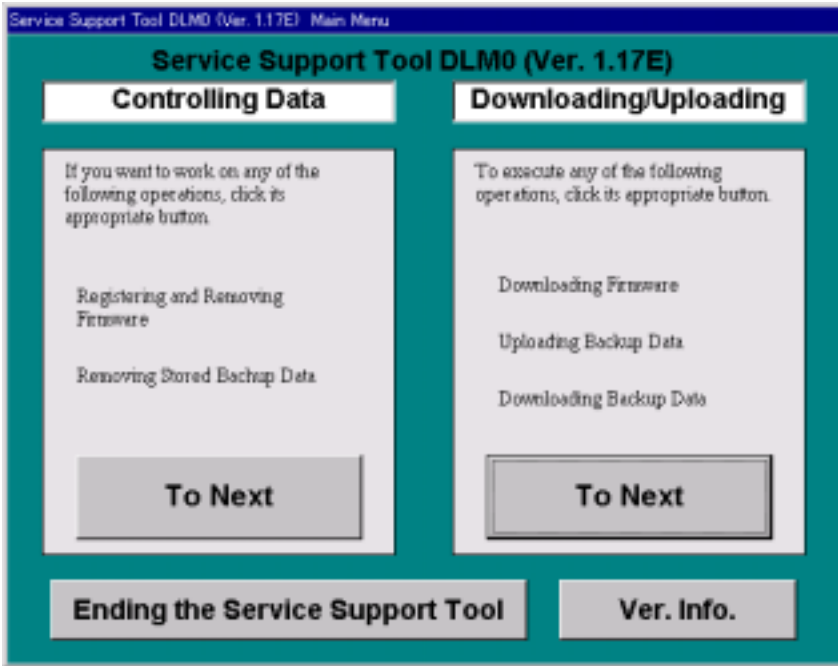 Service Support Tool DLM0 (Ver. 1.17E) Main Menu
Service Support Tool DLM0 (Ver. 1.17E)
Controlling Data
If you want to work on any of the
following operations, click its
appropriate button.
Registering and Removing
Firmware
Removing Stored Bachup Data
To Next
Downloading/Uploading
To execute any of the following
operations, click its appropriate button.
Downloading Firmware
Uploading Backup Data
Downloading Backup Data
To Next
Ending the Service Support Tool
Ver. Info.